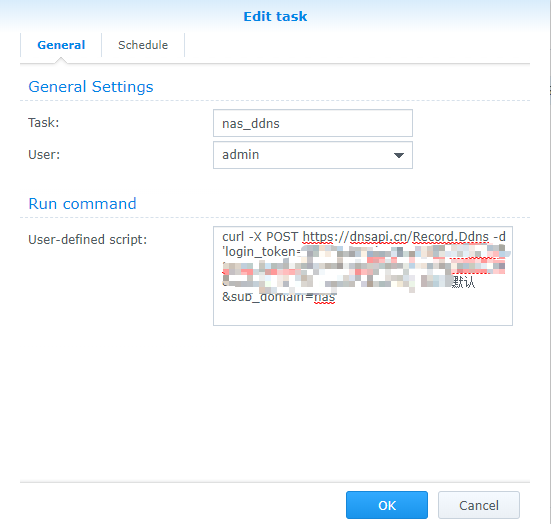 Edit task
General
Schedule
General Settings
Task:
nas_ddns
User:
admin
Run command
User-defined script:
curl -X POST https://dnsapi.cn/Record.Ddns -d
'login_token=
默认
&sub_domain=nas'
OK
Cancel